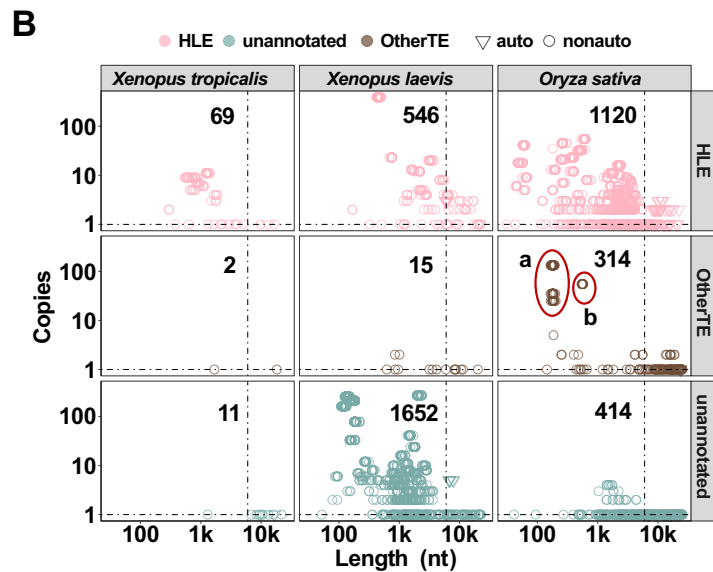 B
HLE unannotated OtherTE auto nonauto
Xenopus tropicalis Xenopus laevis Oryza sativa
69 546 1120
HLE
100
10
1
2 15 314
a
b
OtherTE
100
10
1
11 1652 414
unannotated
100
10
1
Copies
100 1k 10k 100 1k 10k 100 1k 10k
Length (nt)